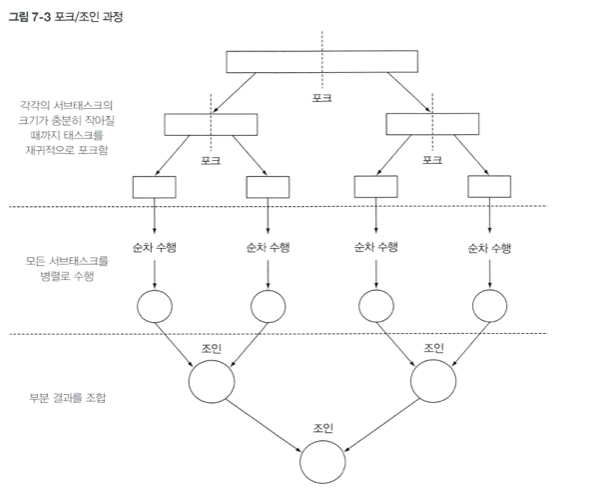 그림 7-3 포크/조인 과정
포크
각각의 서브태스크의
크기가 충분히 작아질
때까지 태스크를
재귀적으로 포크함
포크
포크
순차 수행
순차 수행
순차 수행
순차 수행
모든 서브태스크를
병렬로 수행
조인
조인
부분 결과를 조합
조인